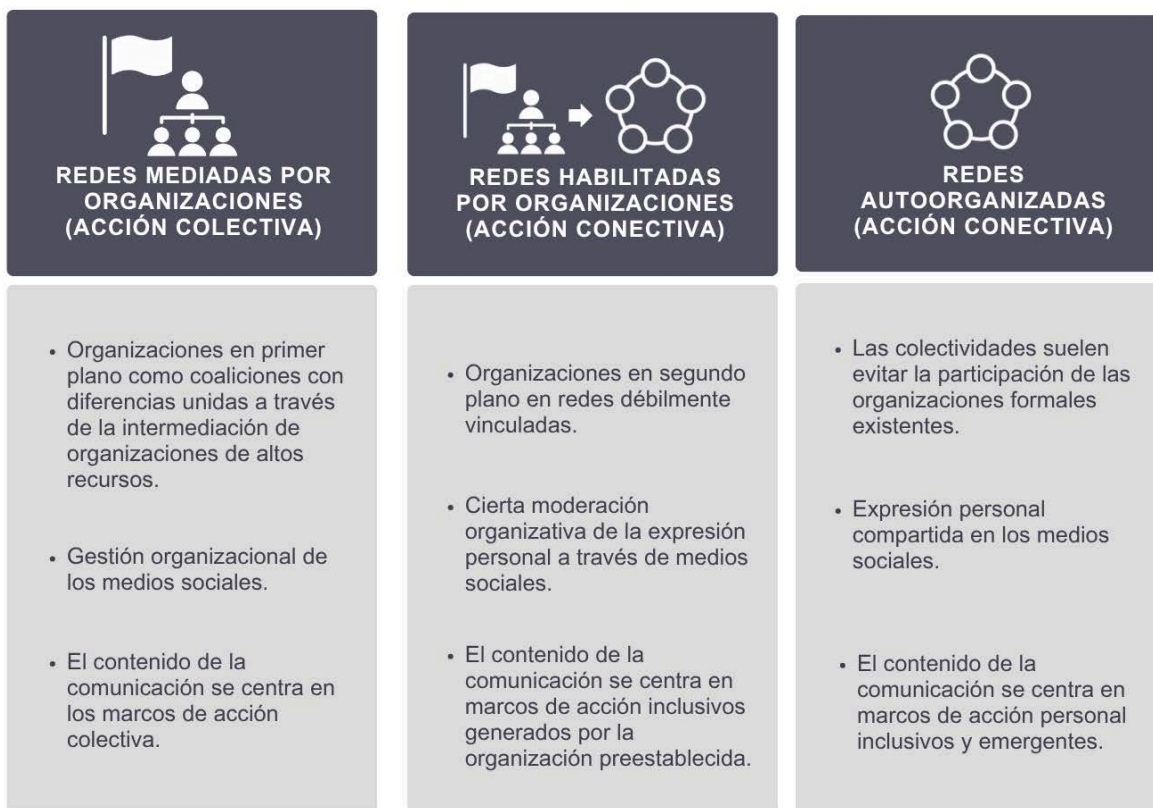 REDES MEDIADAS POR
ORGANIZACIONES
(ACCIÓN COLECTIVA)
• Organizaciones en primer
plano como coaliciones con
diferencias unidas a través
de la intermediación de
organizaciones de altos
recursos.
• Gestión organizacional de
los medios sociales.
• El contenido de la
comunicación se centra en
los marcos de acción
colectiva.
REDES HABILITADAS
POR ORGANIZACIONES
(ACCIÓN CONECTIVA)
• Organizaciones en segundo
plano en redes débilmente
vinculadas.
• Cierta moderación
organizativa de la expresión
personal a través de medios
sociales.
• El contenido de la
comunicación se centra en
marcos de acción inclusivos
generados por la
organización preestablecida.
REDES
AUTOORGANIZADAS
(ACCIÓN CONECTIVA)
• Las colectividades suelen
evitar la participación de las
organizaciones formales
existentes.
• Expresión personal
compartida en los medios
sociales.
• El contenido de la
comunicación se centra en
marcos de acción personal
inclusivos y emergentes.